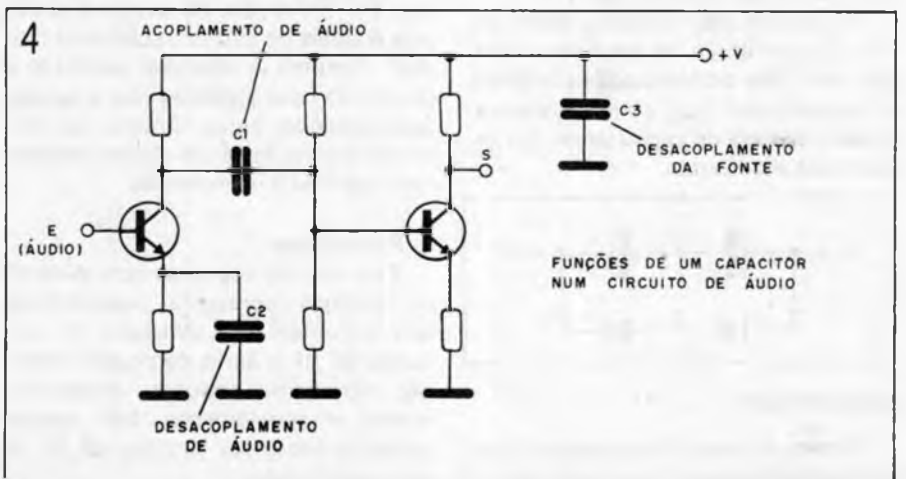 4
ACOPLAMENTO DE ÁUDIO
+V
C1
C3
DESACOPLAMENTO
DA FONTE
S
E
(ÁUDIO)
FUNÇÕES DE UM CAPACITOR
NUM CIRCUITO DE ÁUDIO
C2
DESACOPLAMENTO
DE ÁUDIO